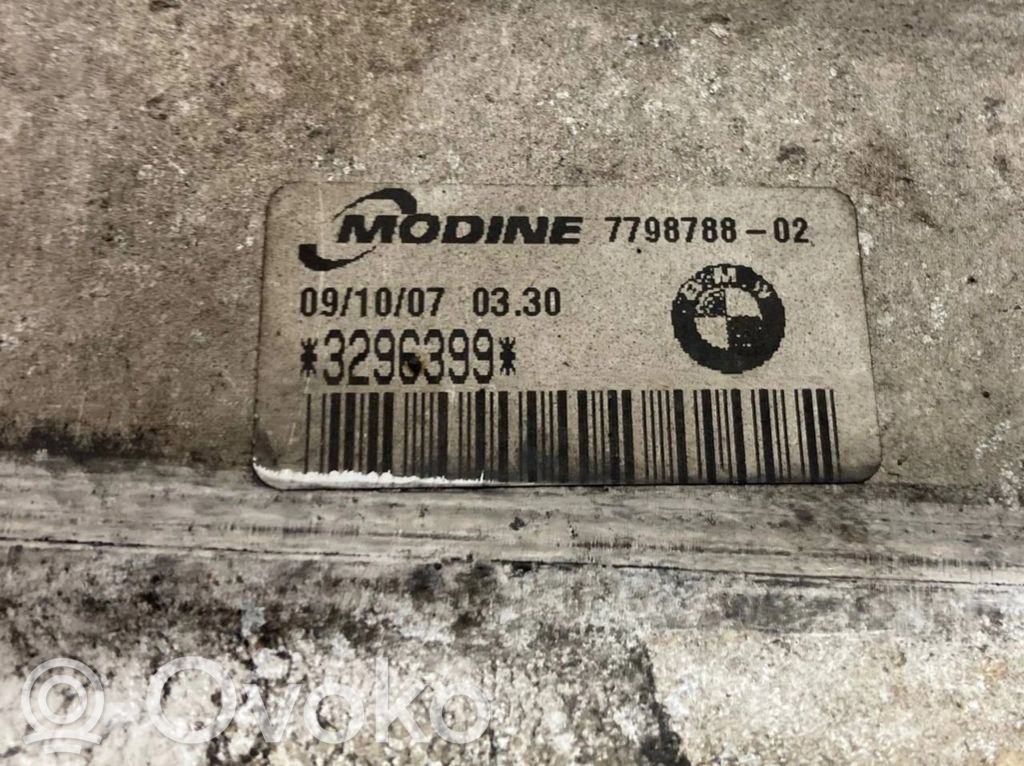 MODINE 7798788-02
BMW
09/10/07 03.30
*3296399*
Ovoko